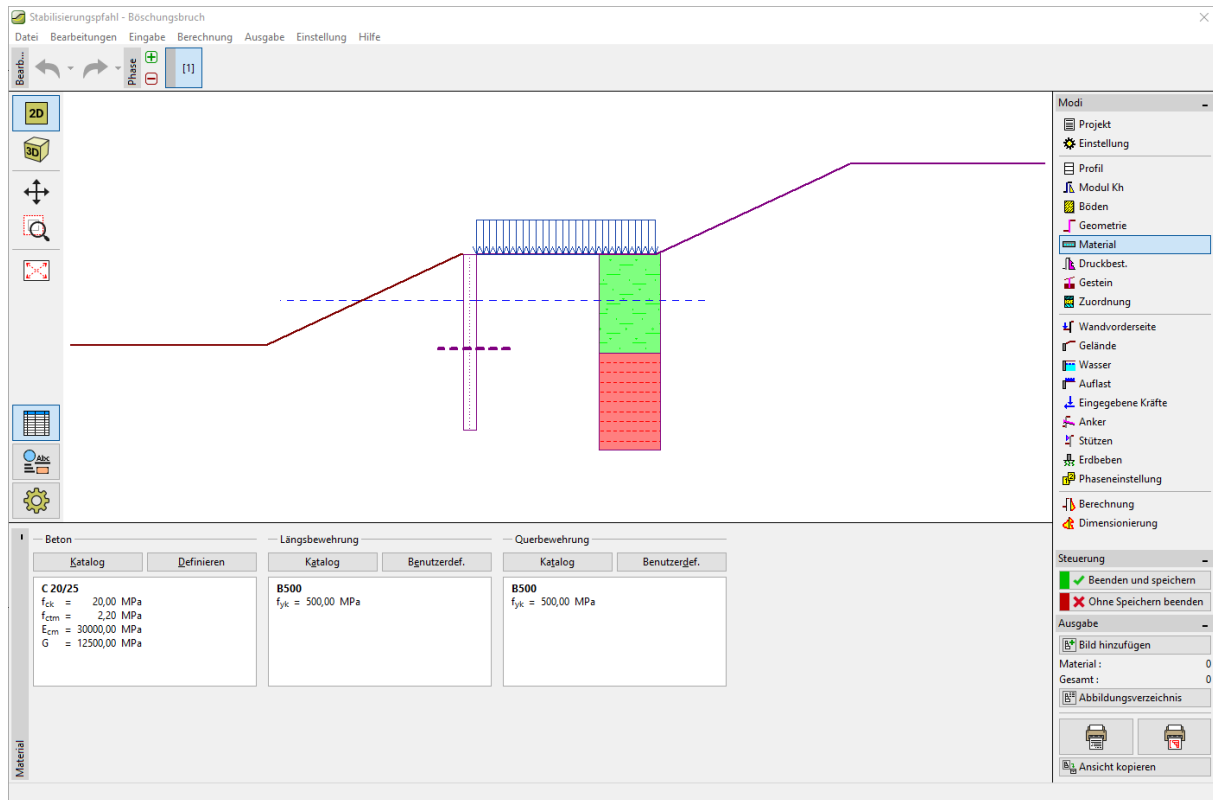 Stabilisierungspfahl - Böschungsbruch
Datei Bearbeitungen Eingabe Berechnung Ausgabe Einstellung Hilfe
Bearb...
Phase
[1]
2D
3D
Abc
Modi
Projekt
Einstellung
Profil
Modul Kh
Böden
Geometrie
Material
Druckbest.
Gestein
Zuordnung
Wandvorderseite
Gelände
Wasser
Auflast
Eingegebene Kräfte
Anker
Stützen
Erdbeben
Phaseneinstellung
Berechnung
Dimensionierung
Steuerung
Beenden und speichern
Ohne Speichern beenden
Ausgabe
Bild hinzufügen
Material : 0
Gesamt : 0
Abbildungsverzeichnis
Ansicht kopieren
Material
Beton
Katalog Definieren
C 20/25
fck = 20,00 MPa
fctm = 2,20 MPa
Ecm = 30000,00 MPa
G = 12500,00 MPa
Längsbewehrung
Katalog Benutzerdef.
B500
fyk = 500,00 MPa
Querbewehrung
Katalog Benutzerdef.
B500
fyk = 500,00 MPa